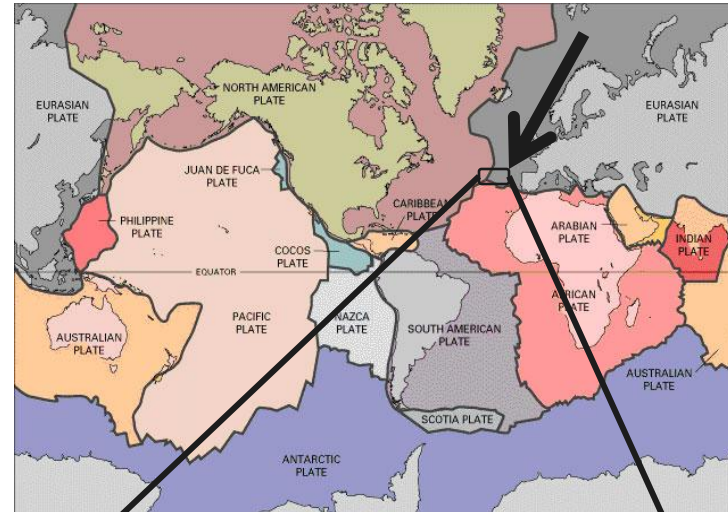 NORTH AMERICAN
PLATE
EURASIAN
PLATE
EURASIAN
PLATE
JUAN DE FUCA
PLATE
CARIBBEAN
PLATE
PHILIPPINE
PLATE
ARABIAN
PLATE
INDIAN
PLATE
COCOS
PLATE
EQUATOR
AFRICAN
PLATE
PACIFIC
PLATE
NAZCA
PLATE
SOUTH AMERICAN
PLATE
AUSTRALIAN
PLATE
AUSTRALIAN
PLATE
SCOTIA PLATE
ANTARCTIC
PLATE